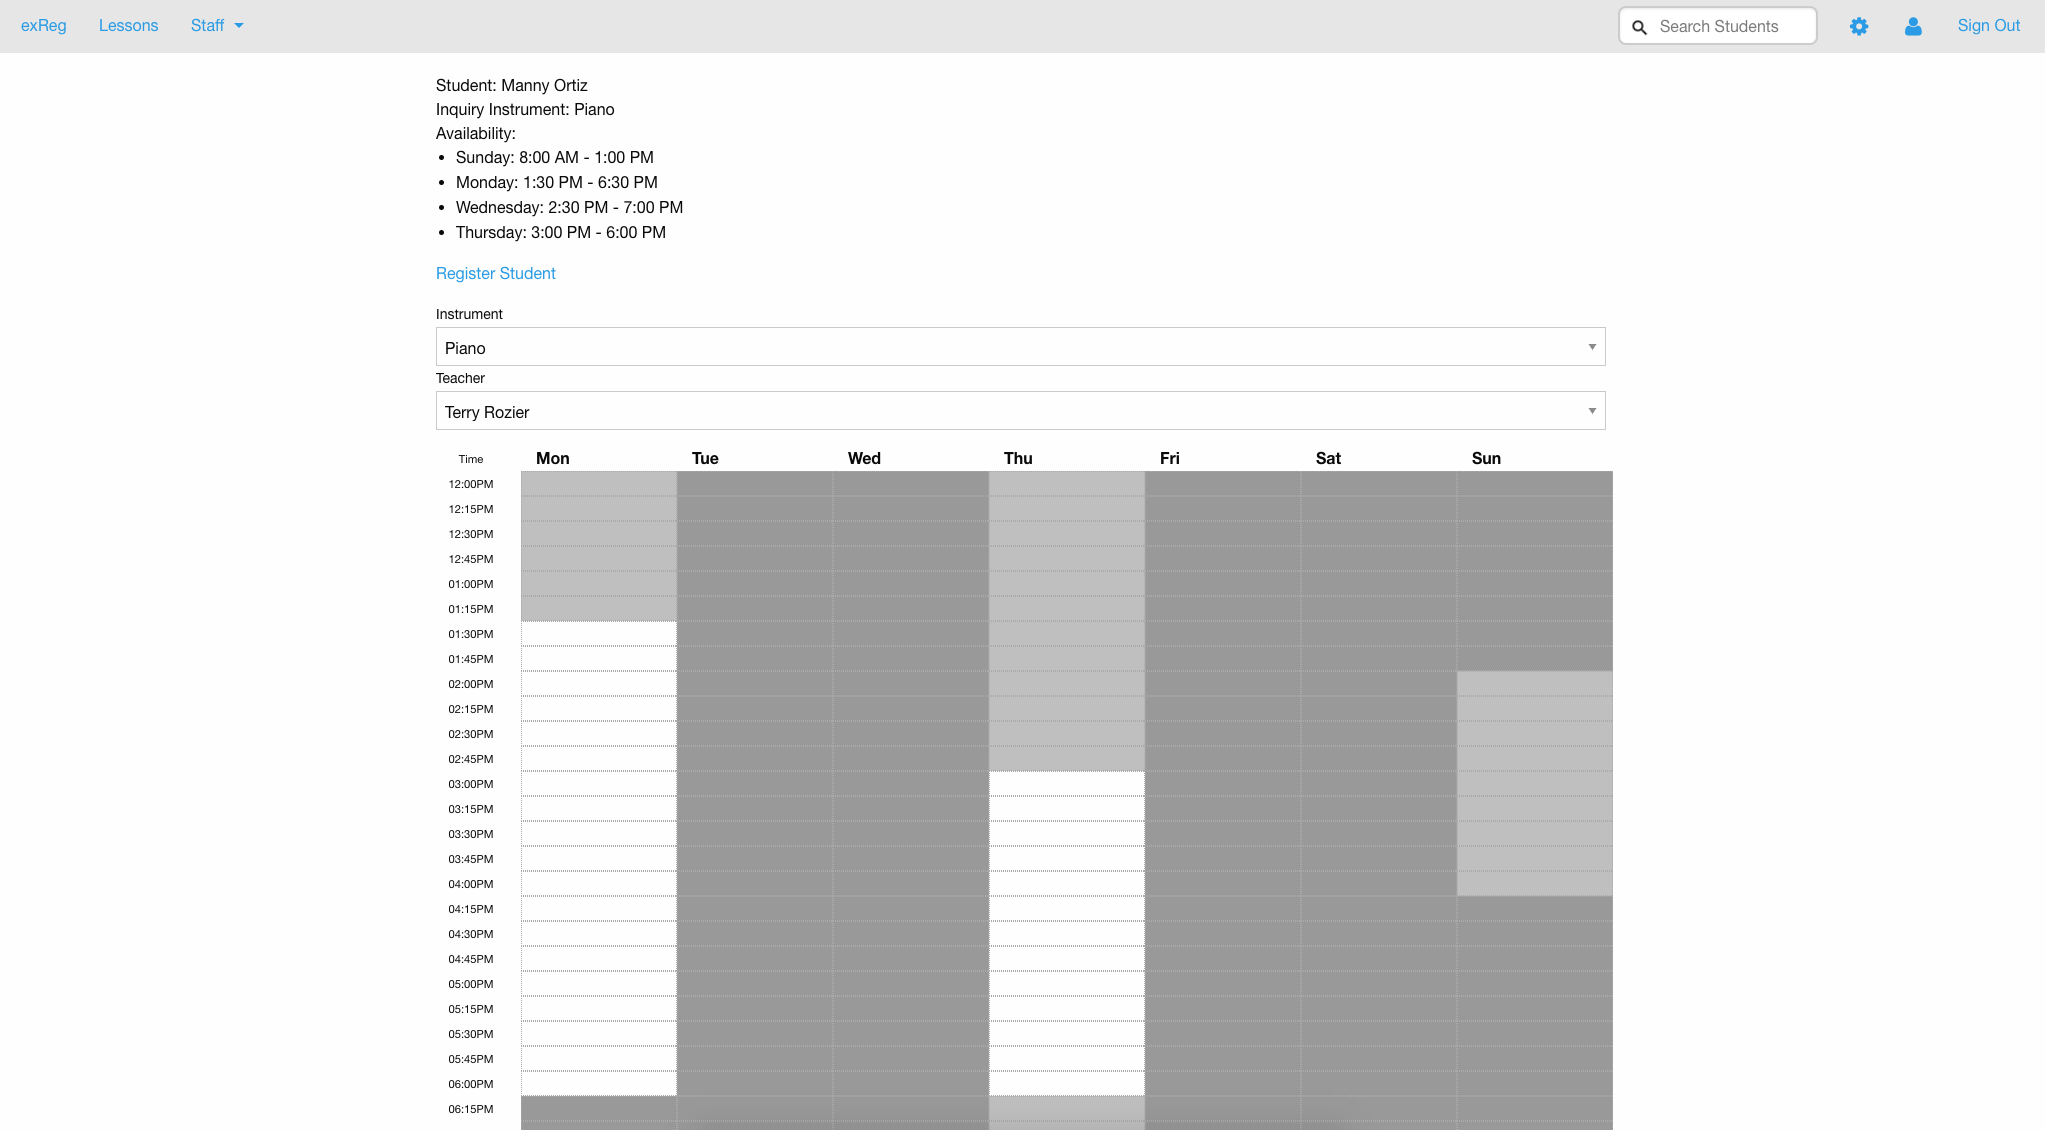 exReg Lessons Staff Search Students Sign Out
Student: Manny Ortiz
Inquiry Instrument: Piano
Availability:
• Sunday: 8:00 AM - 1:00 PM
• Monday: 1:30 PM - 6:30 PM
• Wednesday: 2:30 PM - 7:00 PM
• Thursday: 3:00 PM - 6:00 PM
Register Student
Instrument
Piano
Teacher
Terry Rozier
Time Mon Tue Wed Thu Fri Sat Sun
12:00PM
12:15PM
12:30PM
12:45PM
01:00PM
01:15PM
01:30PM
01:45PM
02:00PM
02:15PM
02:30PM
02:45PM
03:00PM
03:15PM
03:30PM
03:45PM
04:00PM
04:15PM
04:30PM
04:45PM
05:00PM
05:15PM
05:30PM
05:45PM
06:00PM
06:15PM